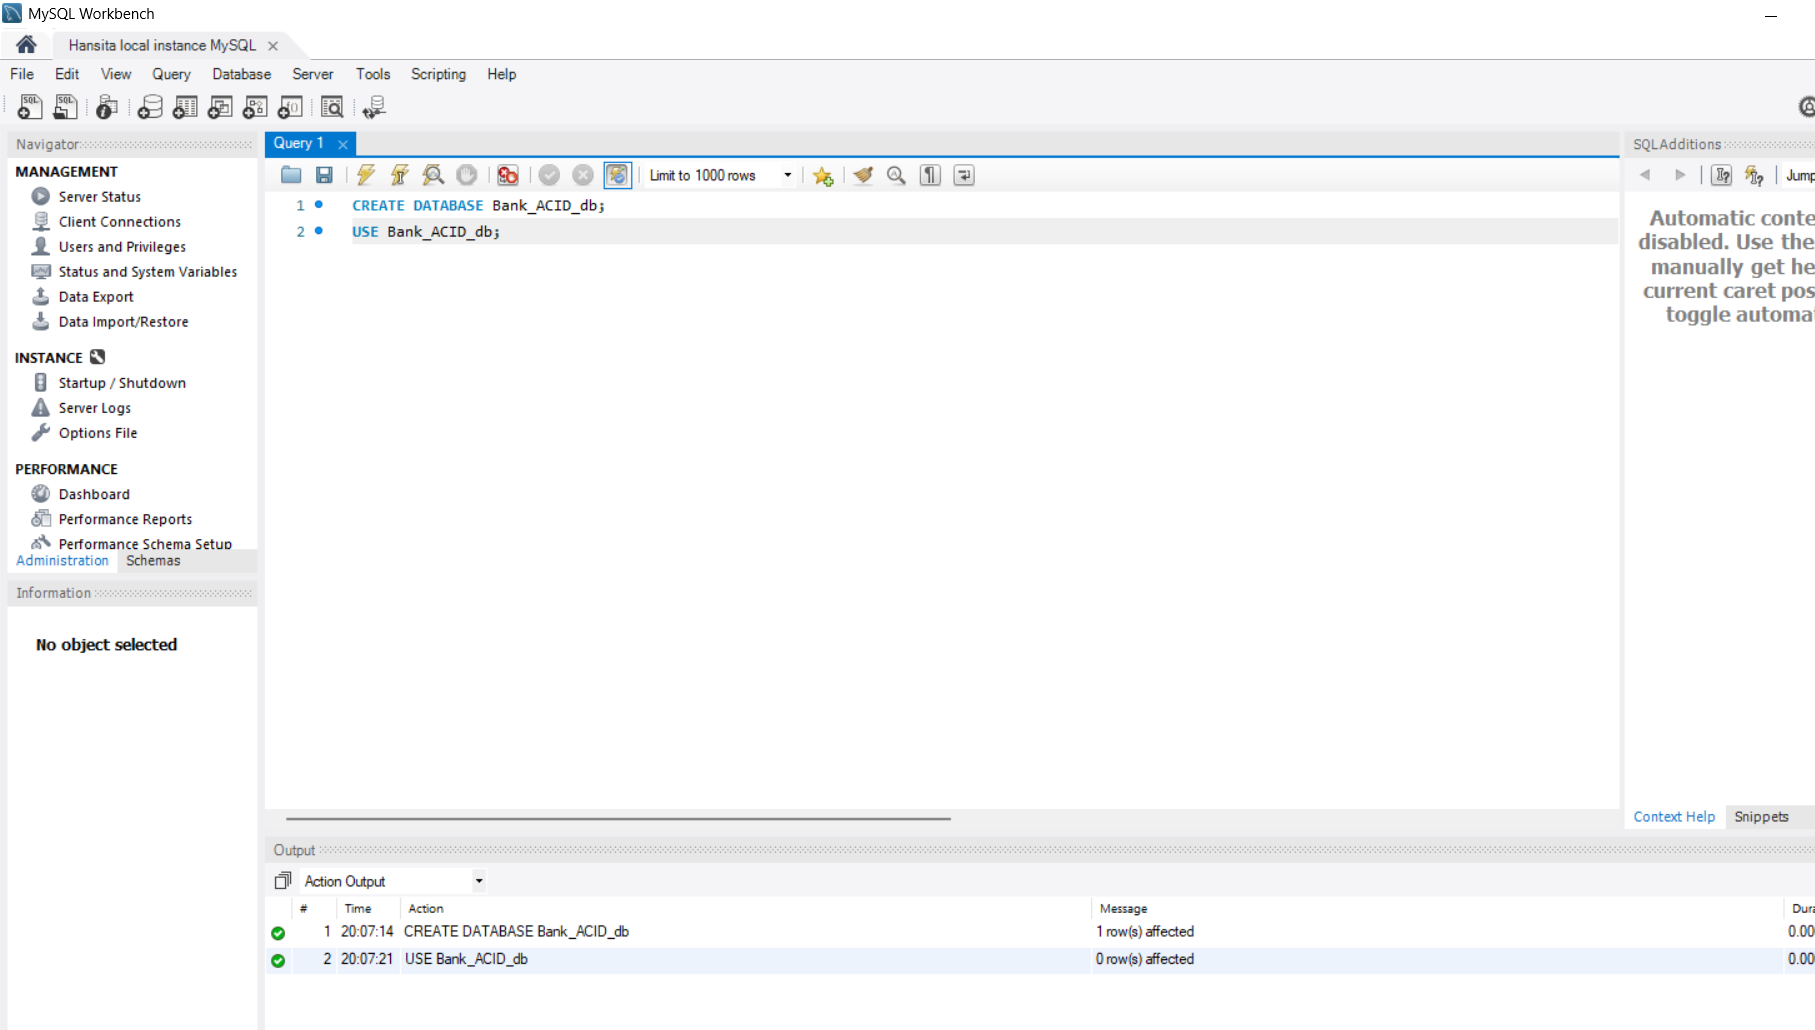 MySQL Workbench
Hansita local instance MySQL
File Edit View Query Database Server Tools Scripting Help
Navigator
MANAGEMENT
Server Status
Client Connections
Users and Privileges
Status and System Variables
Data Export
Data Import/Restore
INSTANCE
Startup / Shutdown
Server Logs
Options File
PERFORMANCE
Dashboard
Performance Reports
Performance Schema Setup
Administration Schemas
Information
No object selected
Query 1
Limit to 1000 rows
1 CREATE DATABASE Bank_ACID_db;
2 USE Bank_ACID_db;
SQLAdditions
Jump
Automatic conte
disabled. Use the
manually get he
current caret pos
toggle automat
Context Help Snippets
Output
Action Output
# Time Action Message Dura
1 20:07:14 CREATE DATABASE Bank_ACID_db 1 row(s) affected 0.00
2 20:07:21 USE Bank_ACID_db 0 row(s) affected 0.00